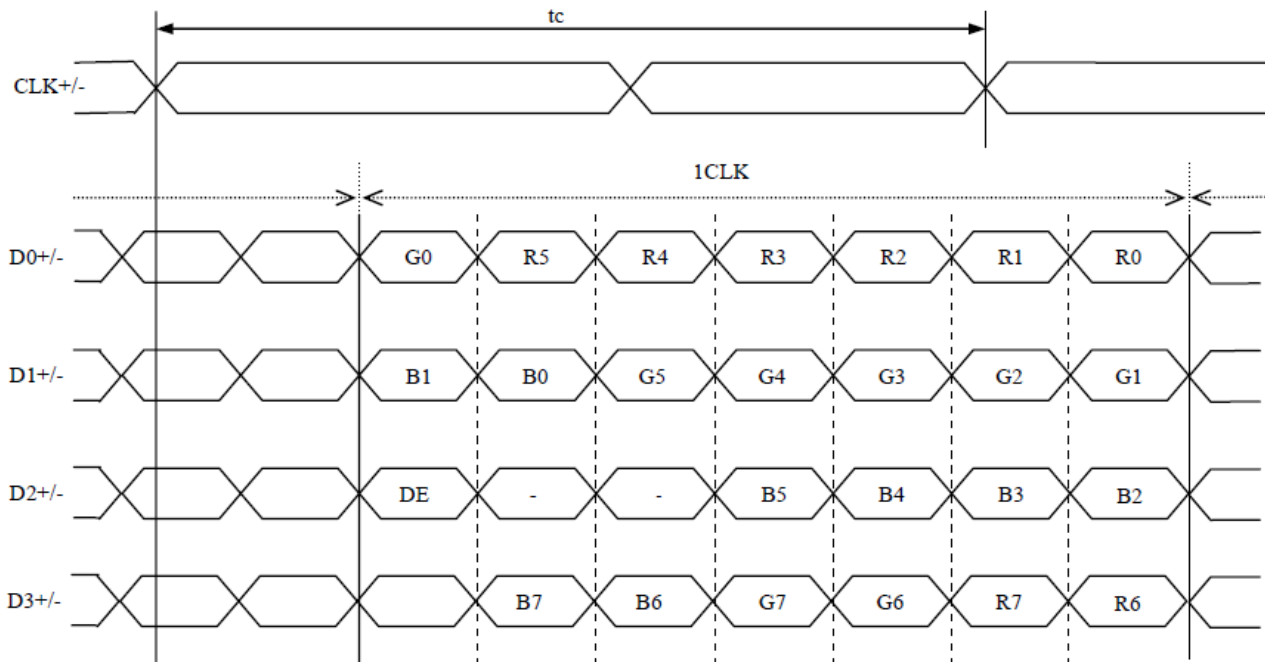 tc
CLK+/-
1CLK
D0+/- G0 R5 R4 R3 R2 R1 R0
D1+/- B1 B0 G5 G4 G3 G2 G1
D2+/- DE - - B5 B4 B3 B2
D3+/- B7 B6 G7 G6 R7 R6